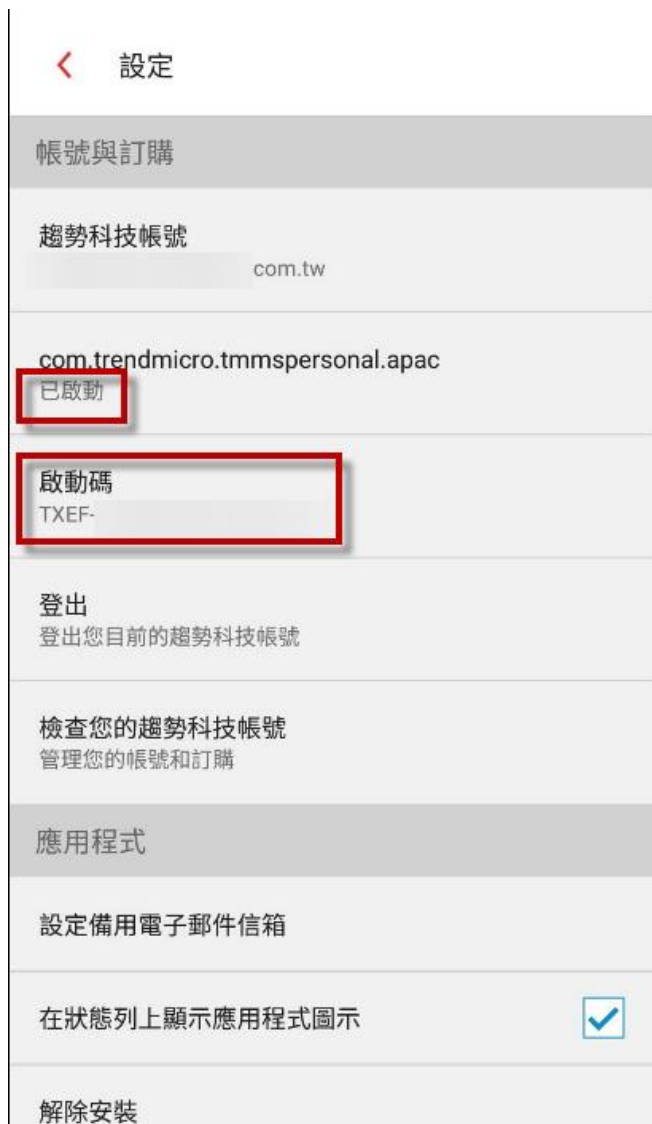 設定
帳號與訂購
趨勢科技帳號
com.tw
com.trendmicro.tmmspersonal.apac
已啟動
啟動碼
TXEF-
登出
登出您目前的趨勢科技帳號
檢查您的趨勢科技帳號
管理您的帳號和訂購
應用程式
設定備用電子郵件信箱
在狀態列上顯示應用程式圖示
解除安裝